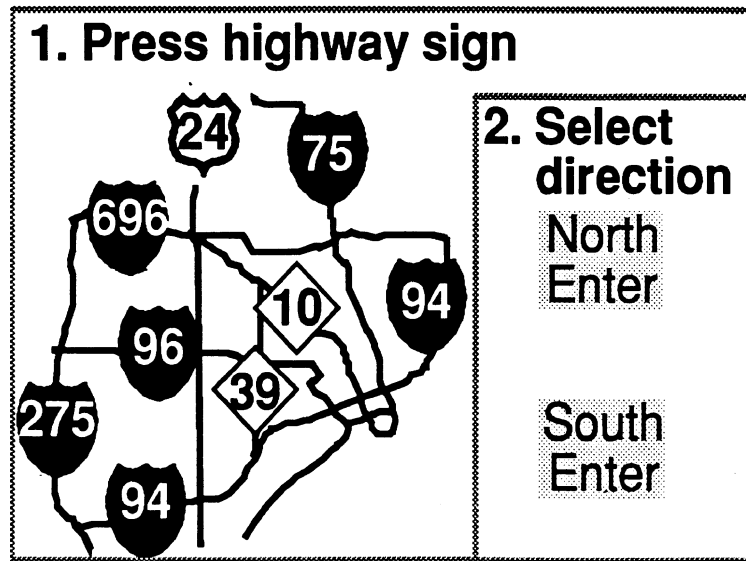 1. Press highway sign
24
75
696
10
94
96
39
275
94
2. Select
direction
North
Enter
South
Enter